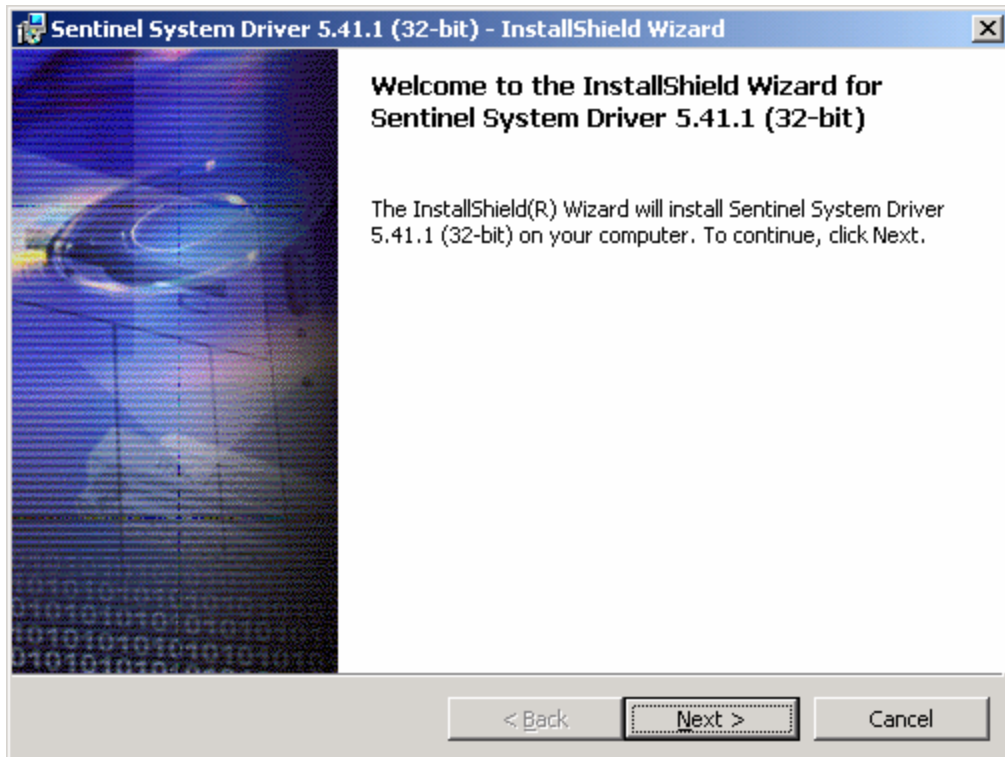 Sentinel System Driver 5.41.1 (32-bit) - InstallShield Wizard
Welcome to the InstallShield Wizard for
Sentinel System Driver 5.41.1 (32-bit)
The InstallShield(R) Wizard will install Sentinel System Driver
5.41.1 (32-bit) on your computer. To continue, click Next.
< Back
Next >
Cancel